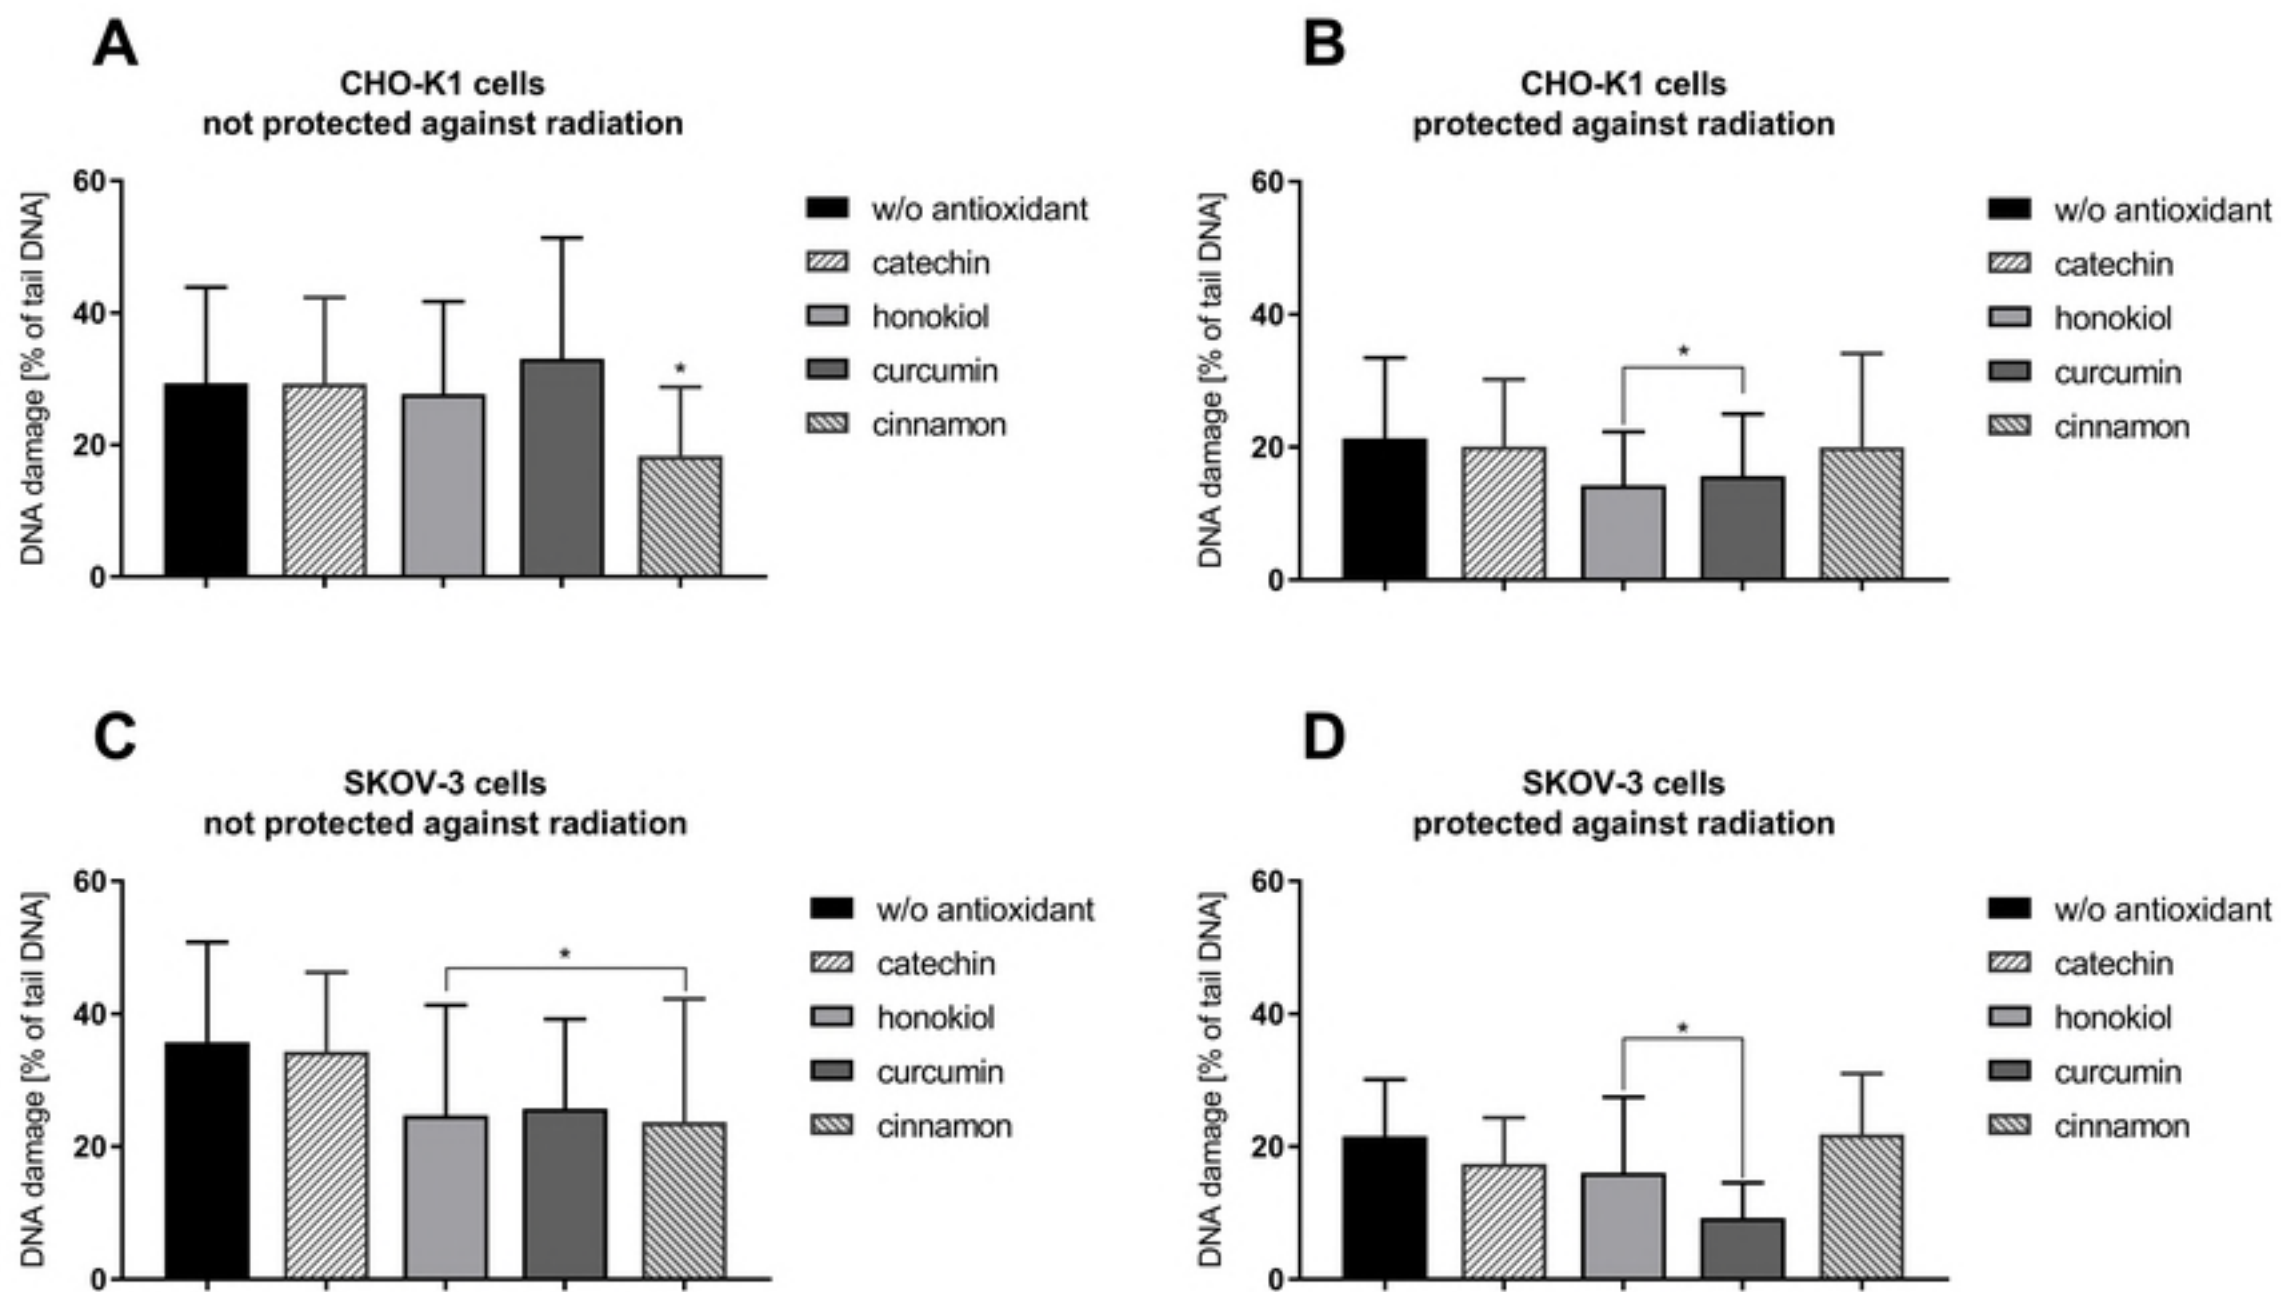 A
CHO-K1 cells
not protected against radiation
DNA damage [% of tail DNA]
60
40
20
0
*
w/o antioxidant
catechin
honokiol
curcumin
cinnamon
B
CHO-K1 cells
protected against radiation
DNA damage [% of tail DNA]
60
40
20
0
*
w/o antioxidant
catechin
honokiol
curcumin
cinnamon
C
SKOV-3 cells
not protected against radiation
DNA damage [% of tail DNA]
60
40
20
0
*
w/o antioxidant
catechin
honokiol
curcumin
cinnamon
D
SKOV-3 cells
protected against radiation
DNA damage [% of tail DNA]
60
40
20
0
*
w/o antioxidant
catechin
honokiol
curcumin
cinnamon